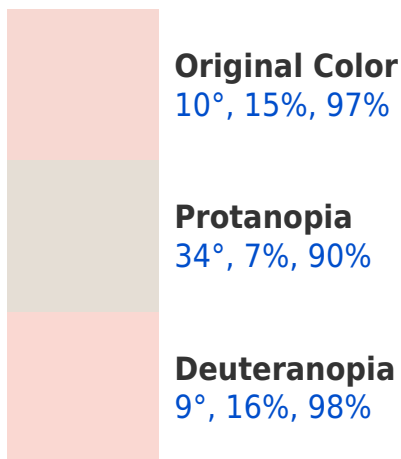 Original Color
10°, 15%, 97%
Protanopia
34°, 7%, 90%
Deuteranopia
9°, 16%, 98%